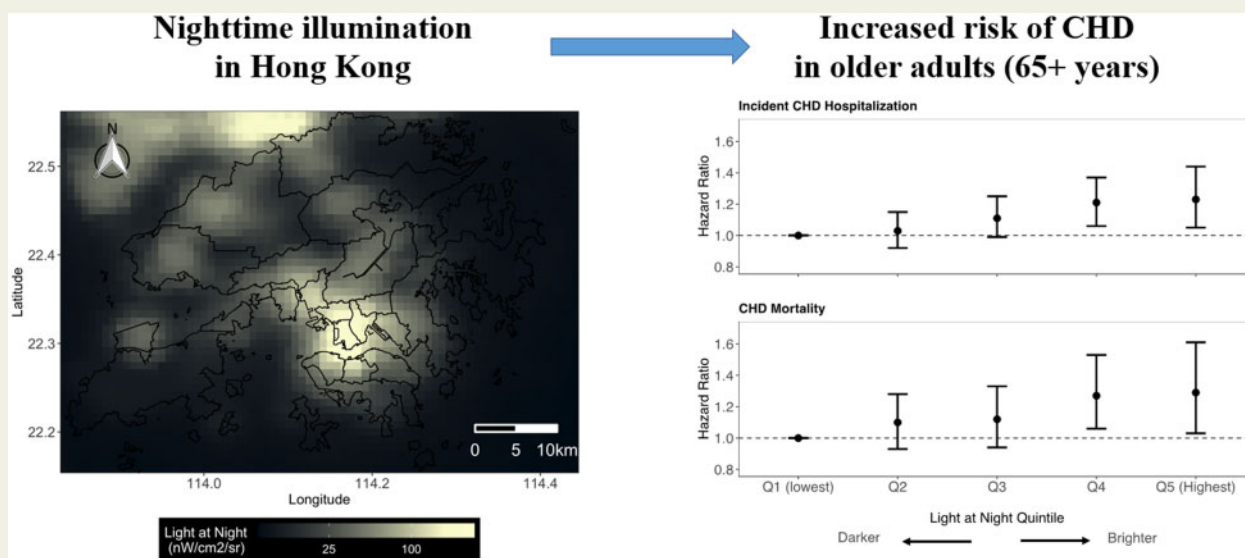 Nighttime illumination
in Hong Kong
Increased risk of CHD
in older adults (65+ years)
N
22.5
22.4
22.3
22.2
Latitude
0 5 10km
114.0 114.2 114.4
Longitude
Light at Night
(nW/cm2/sr)
25 100
Incident CHD Hospitalization
1.6
1.4
1.2
1.0
0.8
Hazard Ratio
CHD Mortality
1.6
1.4
1.2
1.0
0.8
Hazard Ratio
Q1 (lowest) Q2 Q3 Q4 Q5 (Highest)
Light at Night Quintile
Darker Brighter